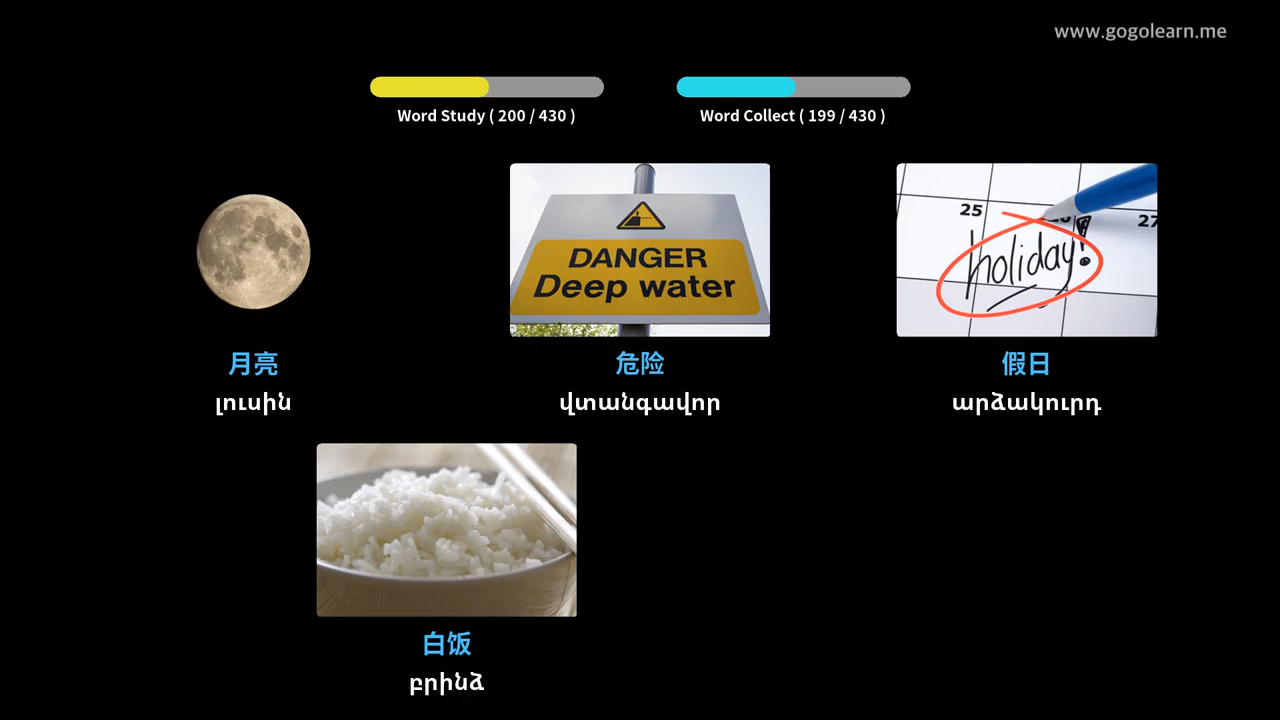 www.gogolearn.me
Word Study ( 200 / 430 )
Word Collect ( 199 / 430 )
DANGER
Deep water
25
27
holiday!
月亮
危险
假日
լուսին
վտանգավոր
արձակուրդ
白饭
բրինձ